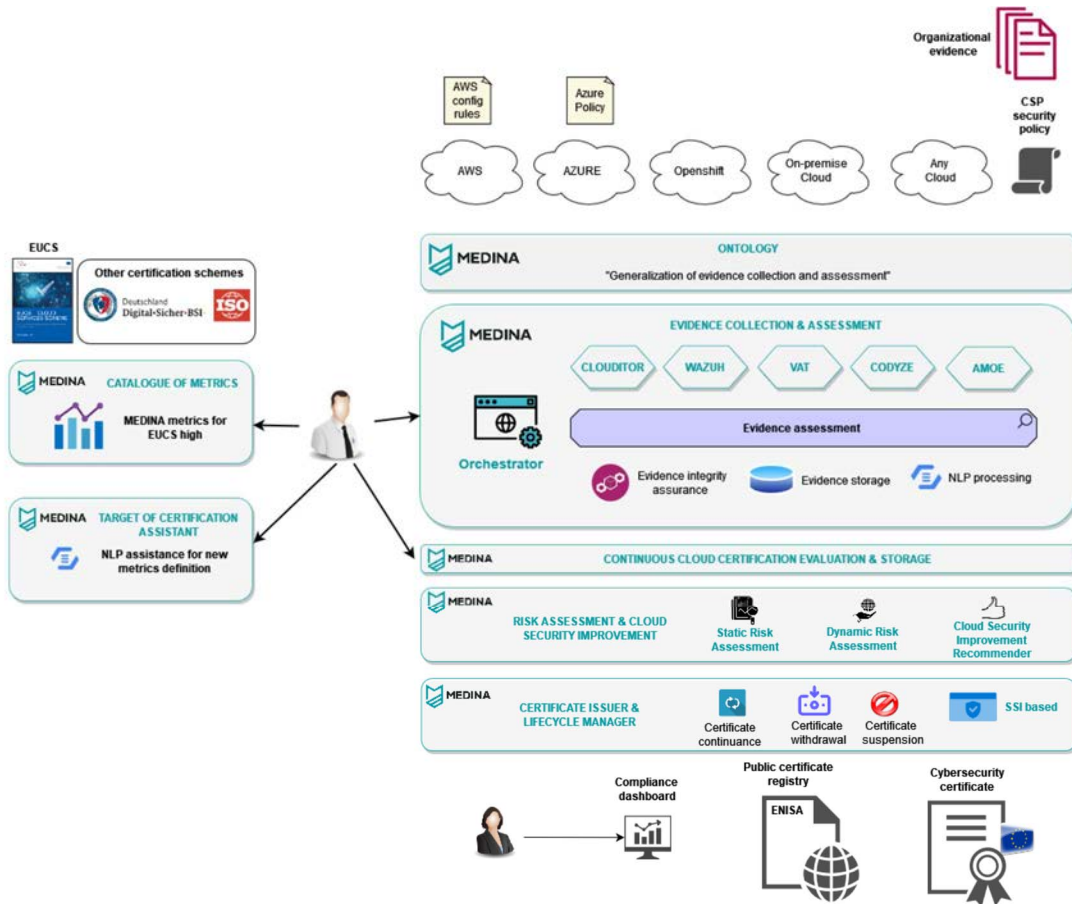 Organizational
evidence
AWS
config
rules
Azure
Policy
CSP
security
policy
AWS
AZURE
Openshift
On-premise
Cloud
Any
Cloud
EUCS
Other certification schemes
Deutschland
Digital•Sicher•BSI
ISO
MEDINA
ONTOLOGY
"Generalization of evidence collection and assessment"
MEDINA
EVIDENCE COLLECTION & ASSESSMENT
CLOUDITOR
WAZUH
VAT
CODYZE
AMOE
Orchestrator
Evidence assessment
Evidence integrity
assurance
Evidence storage
NLP processing
MEDINA
CATALOGUE OF METRICS
MEDINA metrics for
EUCS high
MEDINA
TARGET OF CERTIFICATION
ASSISTANT
NLP assistance for new
metrics definition
MEDINA
CONTINUOUS CLOUD CERTIFICATION EVALUATION & STORAGE
MEDINA
RISK ASSESSMENT & CLOUD
SECURITY IMPROVEMENT
Static Risk
Assessment
Dynamic Risk
Assessment
Cloud Security
Improvement
Recommender
MEDINA
CERTIFICATE ISSUER &
LIFECYCLE MANAGER
Certificate
continuance
Certificate
withdrawal
Certificate
suspension
SSI based
Compliance
dashboard
Public certificate
registry
ENISA
Cybersecurity
certificate